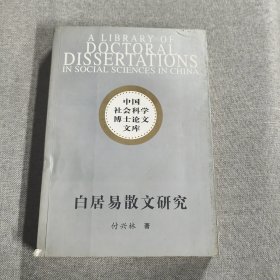 A LIBRARY OF
DOCTORAL
DISSERTATIONS
IN SOCIAL SCIENCES IN CHINA
中国
社会科学
博士论文
文库
白居易散文研究
付兴林 著